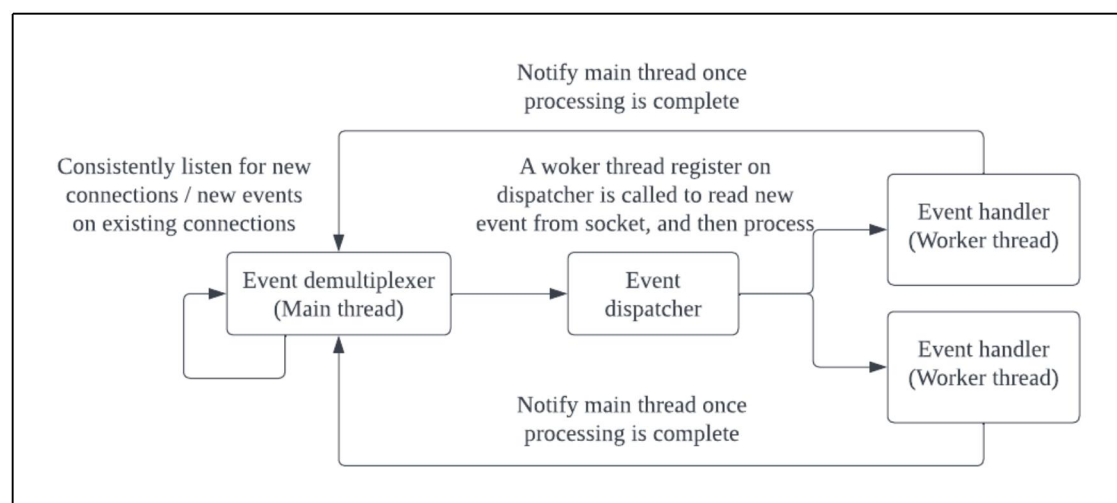 Notify main thread once
processing is complete
Consistently listen for new
connections / new events
on existing connections
A woker thread register on
dispatcher is called to read new
event from socket, and then process
Event handler
(Worker thread)
Event demultiplexer
(Main thread)
Event
dispatcher
Event handler
(Worker thread)
Notify main thread once
processing is complete